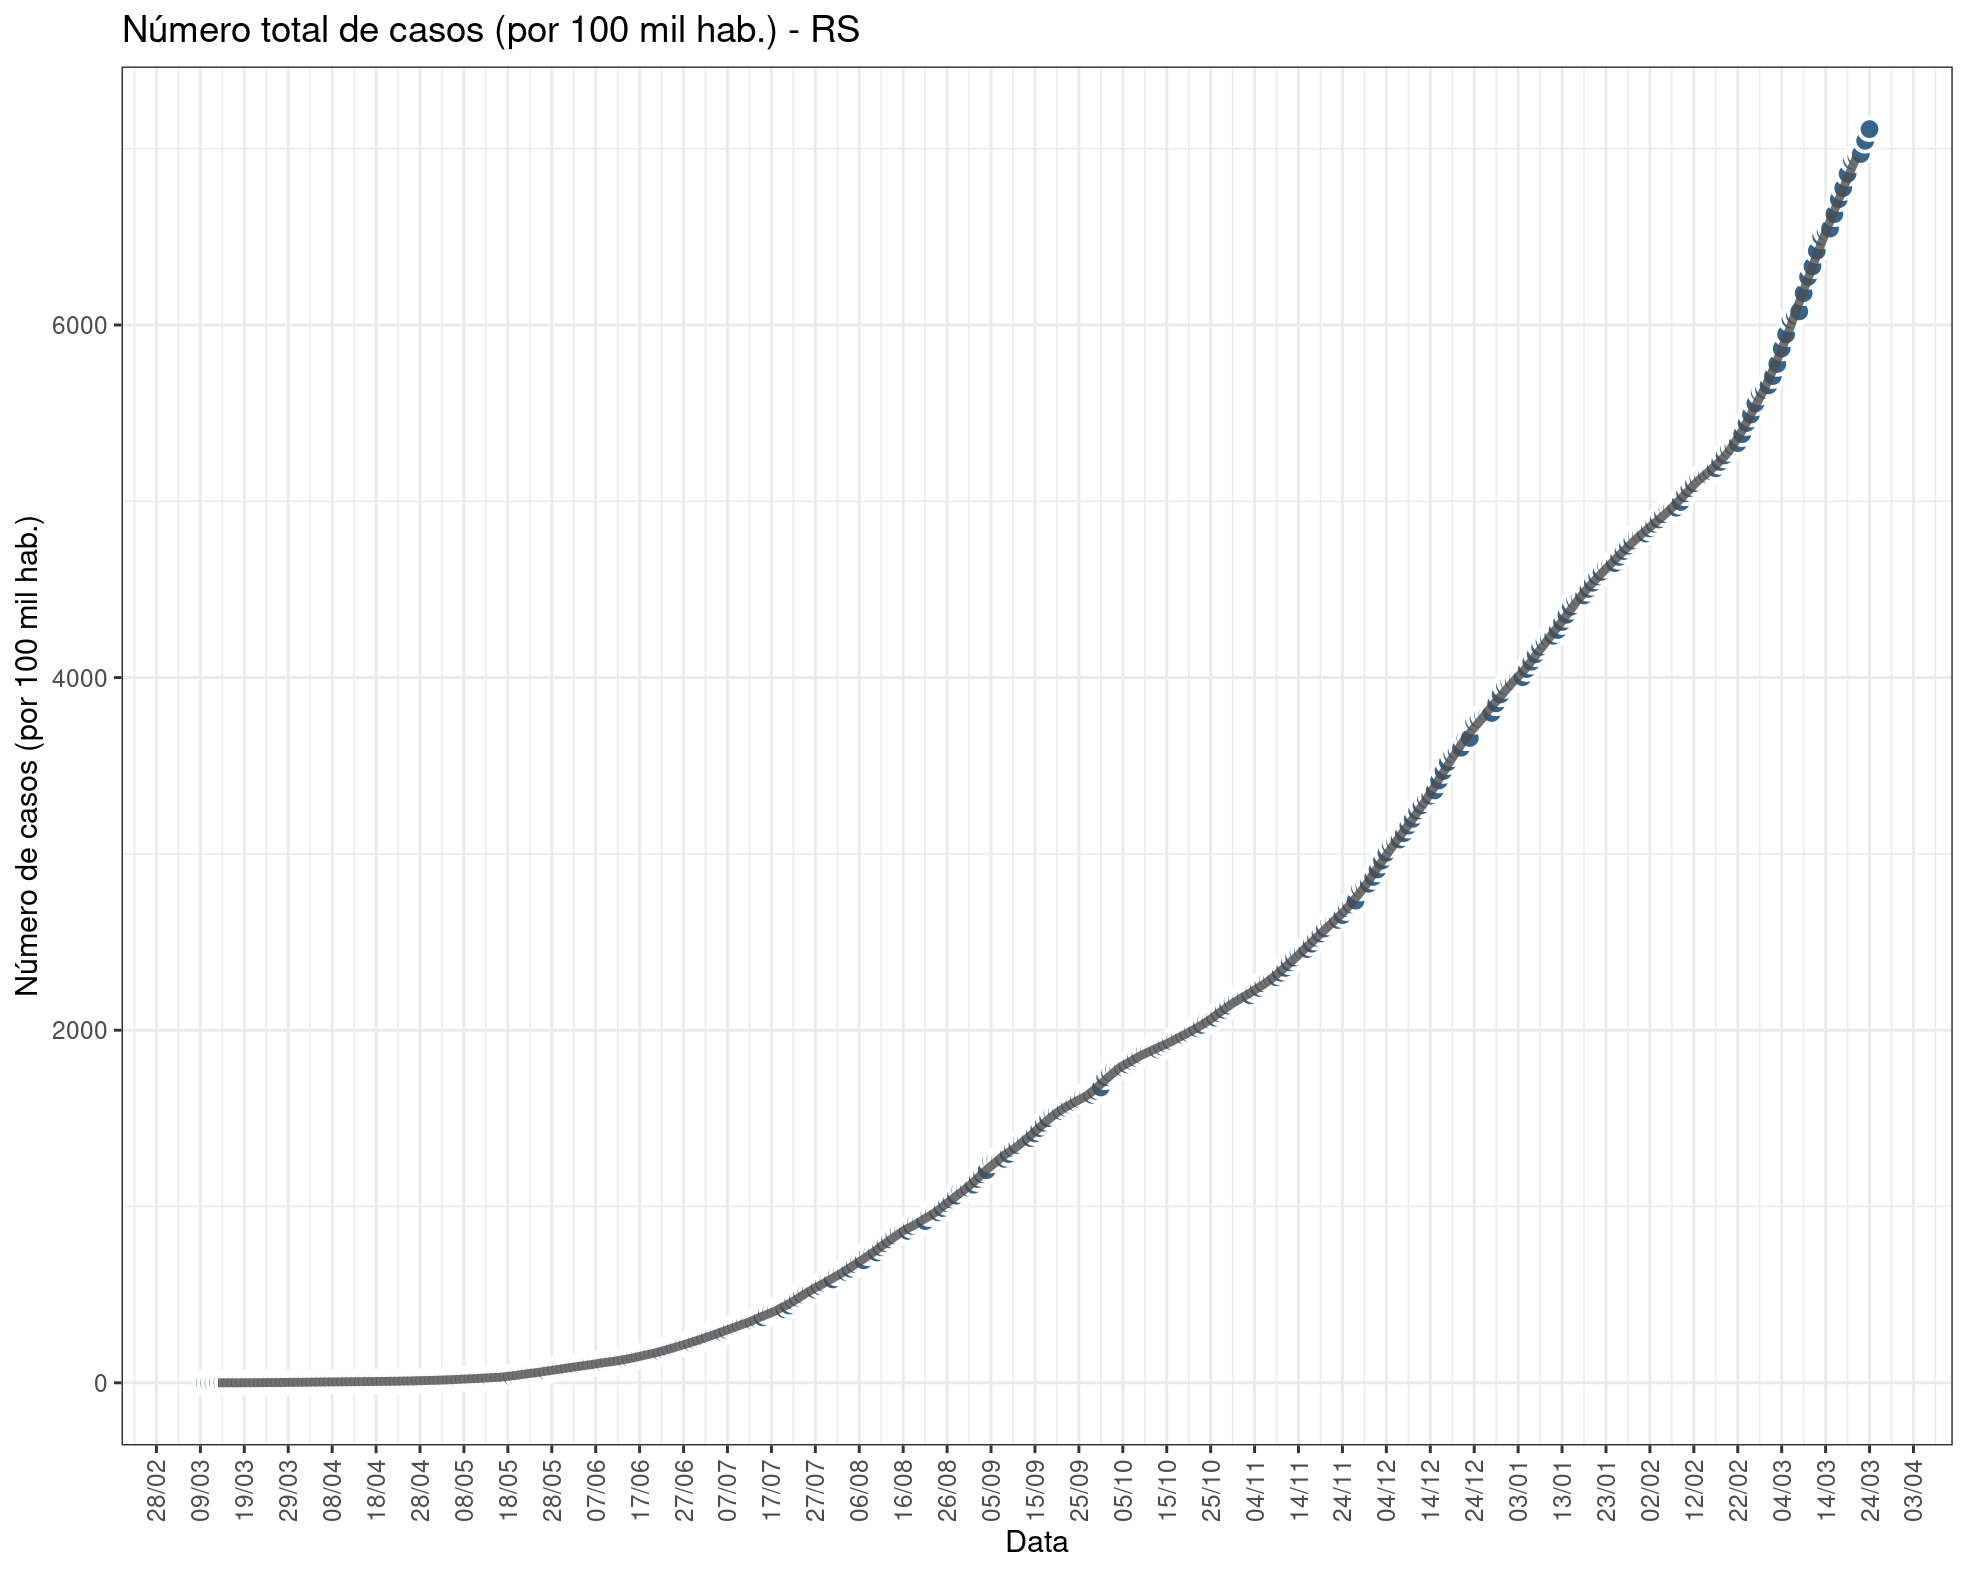 Número total de casos (por 100 mil hab.) - RS
Número de casos (por 100 mil hab.)
6000
4000
2000
0
28/02 09/03 19/03 29/03 08/04 18/04 28/04 08/05 18/05 28/05 07/06 17/06 27/06 07/07 17/07 27/07 06/08 16/08 26/08 05/09 15/09 25/09 05/10 15/10 25/10 04/11 14/11 24/11 04/12 14/12 24/12 03/01 13/01 23/01 02/02 12/02 22/02 04/03 14/03 24/03 03/04
Data